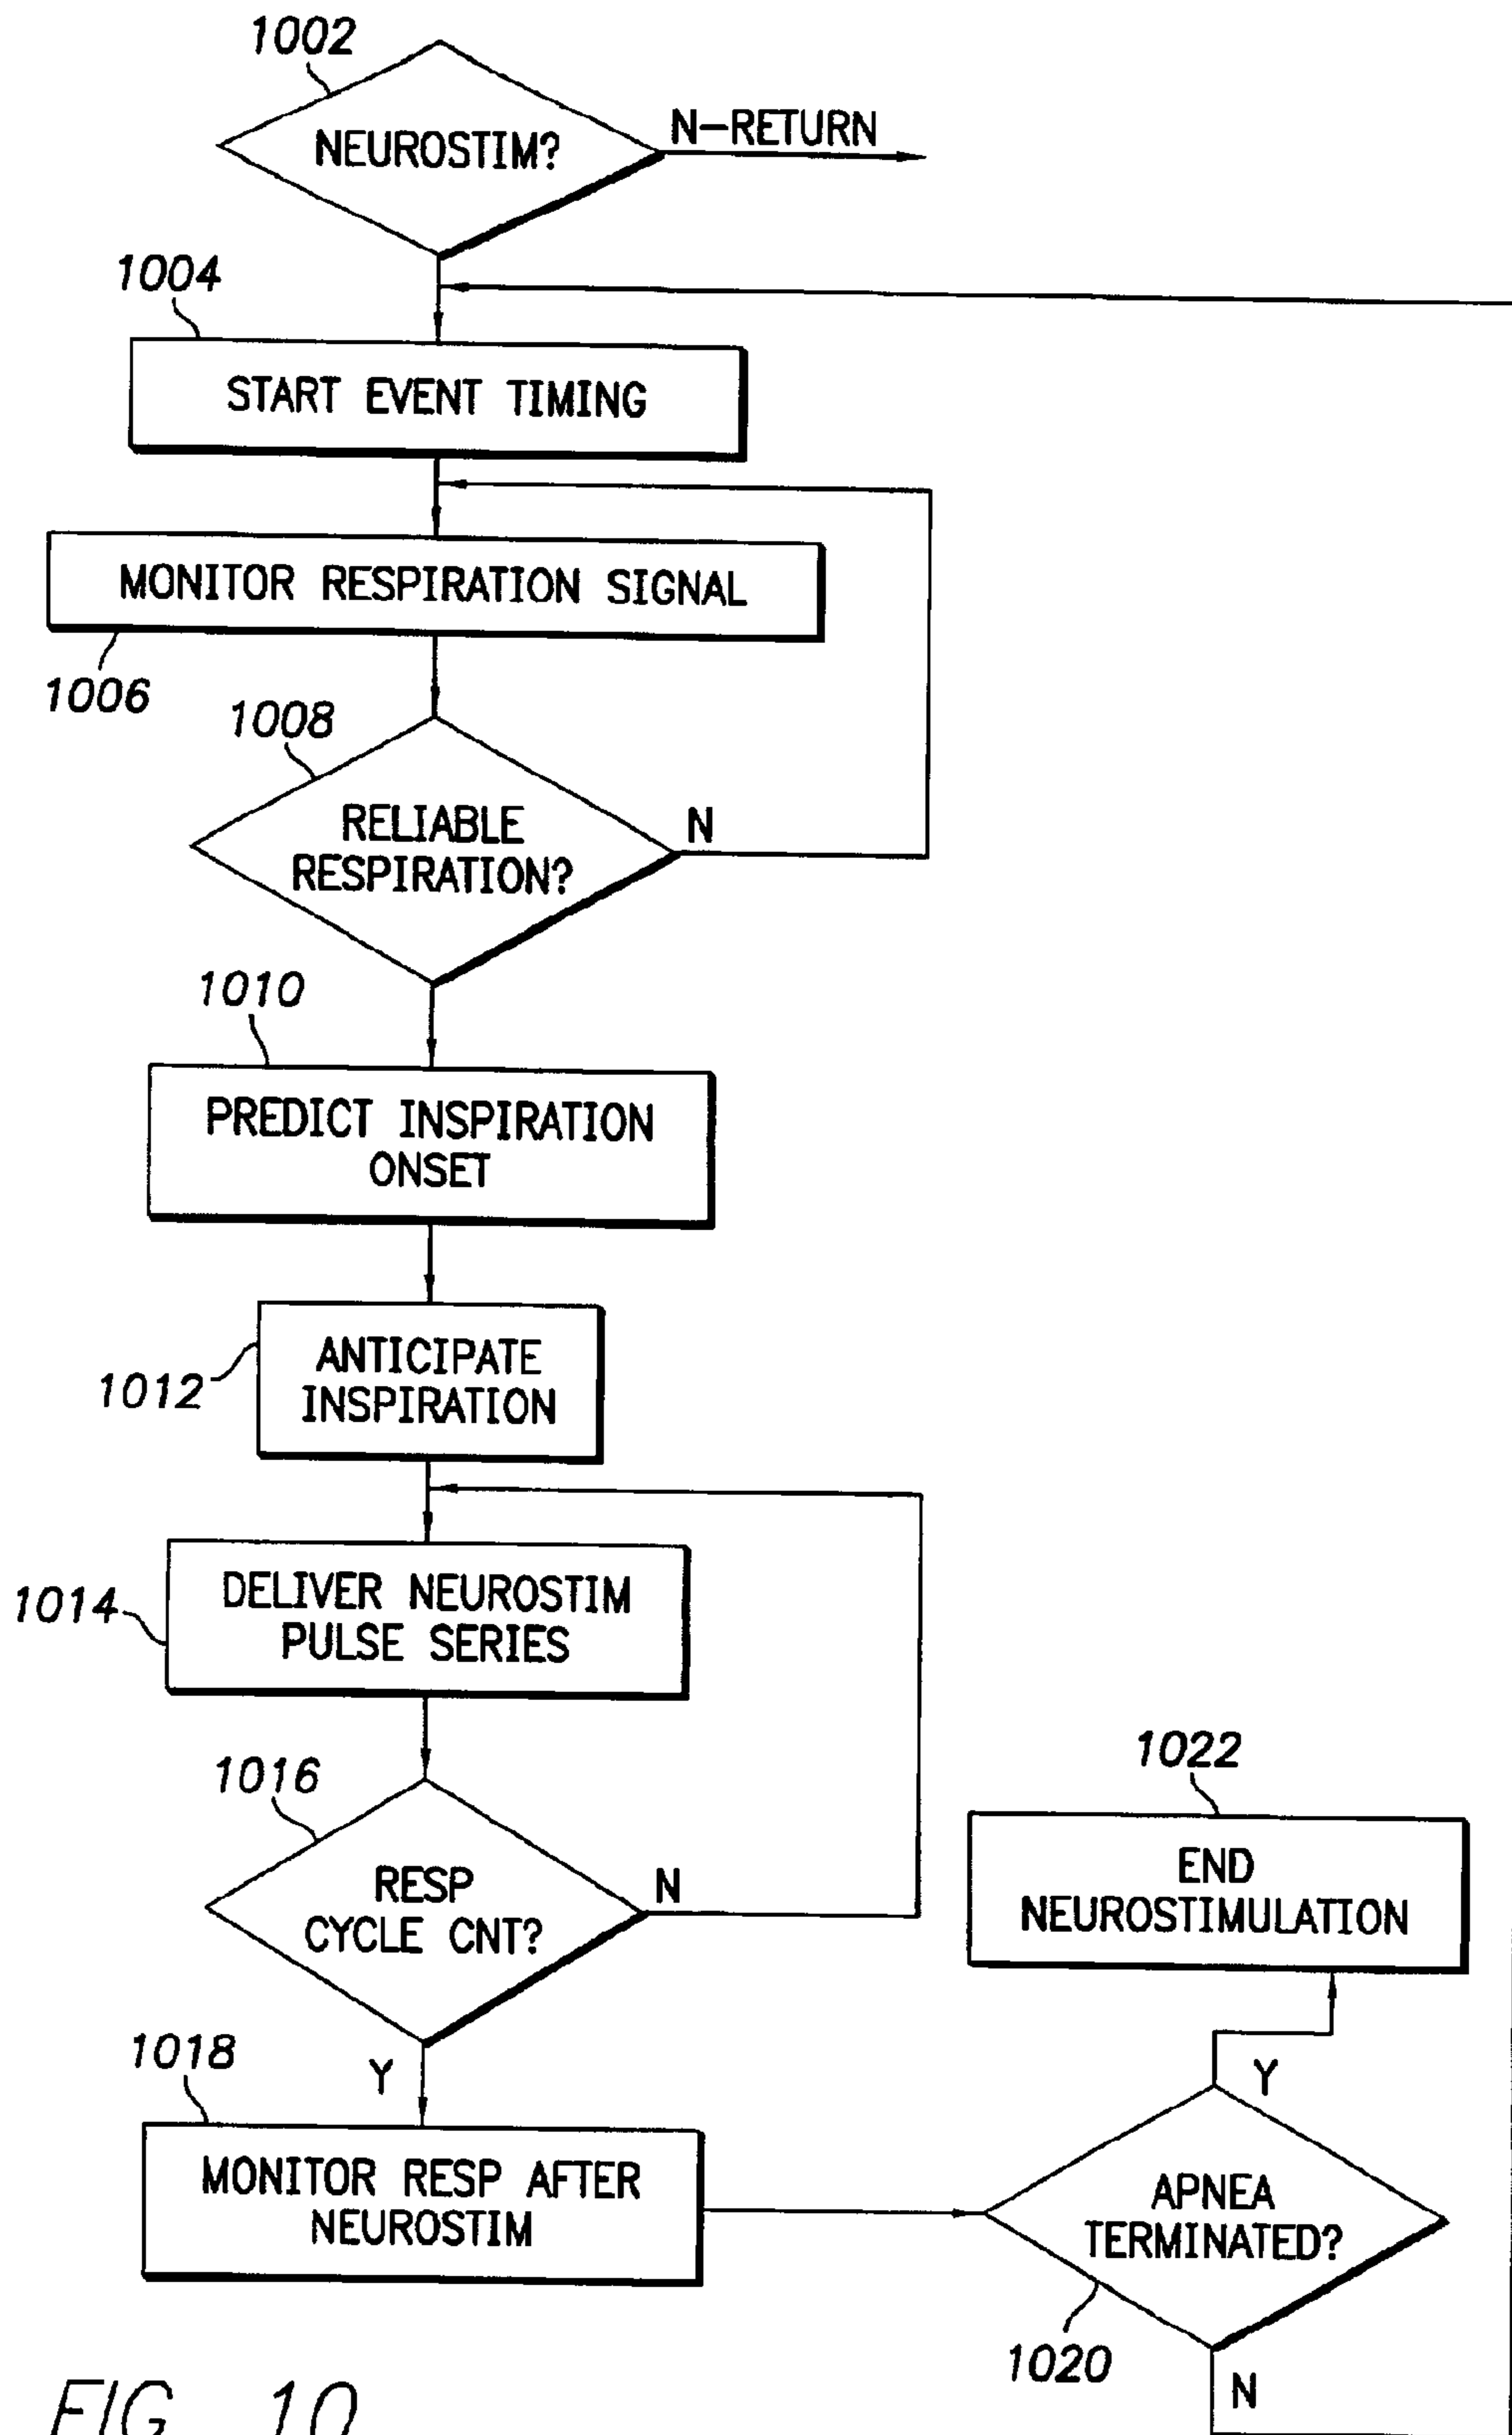 1002
NEUROSTIM?
N-RETURN
1004
START EVENT TIMING
MONITOR RESPIRATION SIGNAL
1006
1008
RELIABLE
RESPIRATION?
N
1010
PREDICT INSPIRATION
ONSET
1012
ANTICIPATE
INSPIRATION
1014
DELIVER NEUROSTIM
PULSE SERIES
1016
RESP
CYCLE CNT?
N
Y
1018
MONITOR RESP AFTER
NEUROSTIM
1022
END
NEUROSTIMULATION
Y
APNEA
TERMINATED?
1020
N
FIG. 10